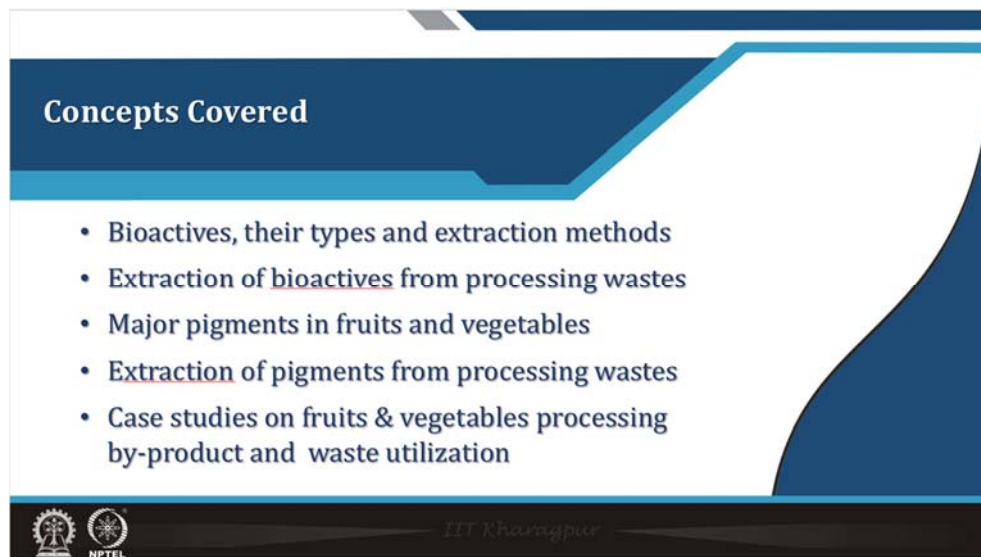 Concepts Covered
• Bioactives, their types and extraction methods
• Extraction of bioactives from processing wastes
• Major pigments in fruits and vegetables
• Extraction of pigments from processing wastes
• Case studies on fruits & vegetables processing
by-product and waste utilization
IIT Kharagpur
NPTEL